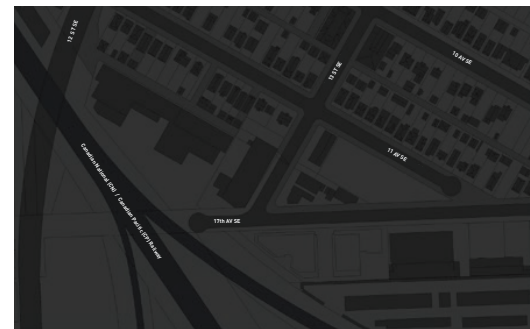 12 ST SE
13 ST SE
10 AV SE
11 AV SE
Canadian National (CN) / Canadian Pacific (CP) Railway
17th AV SE